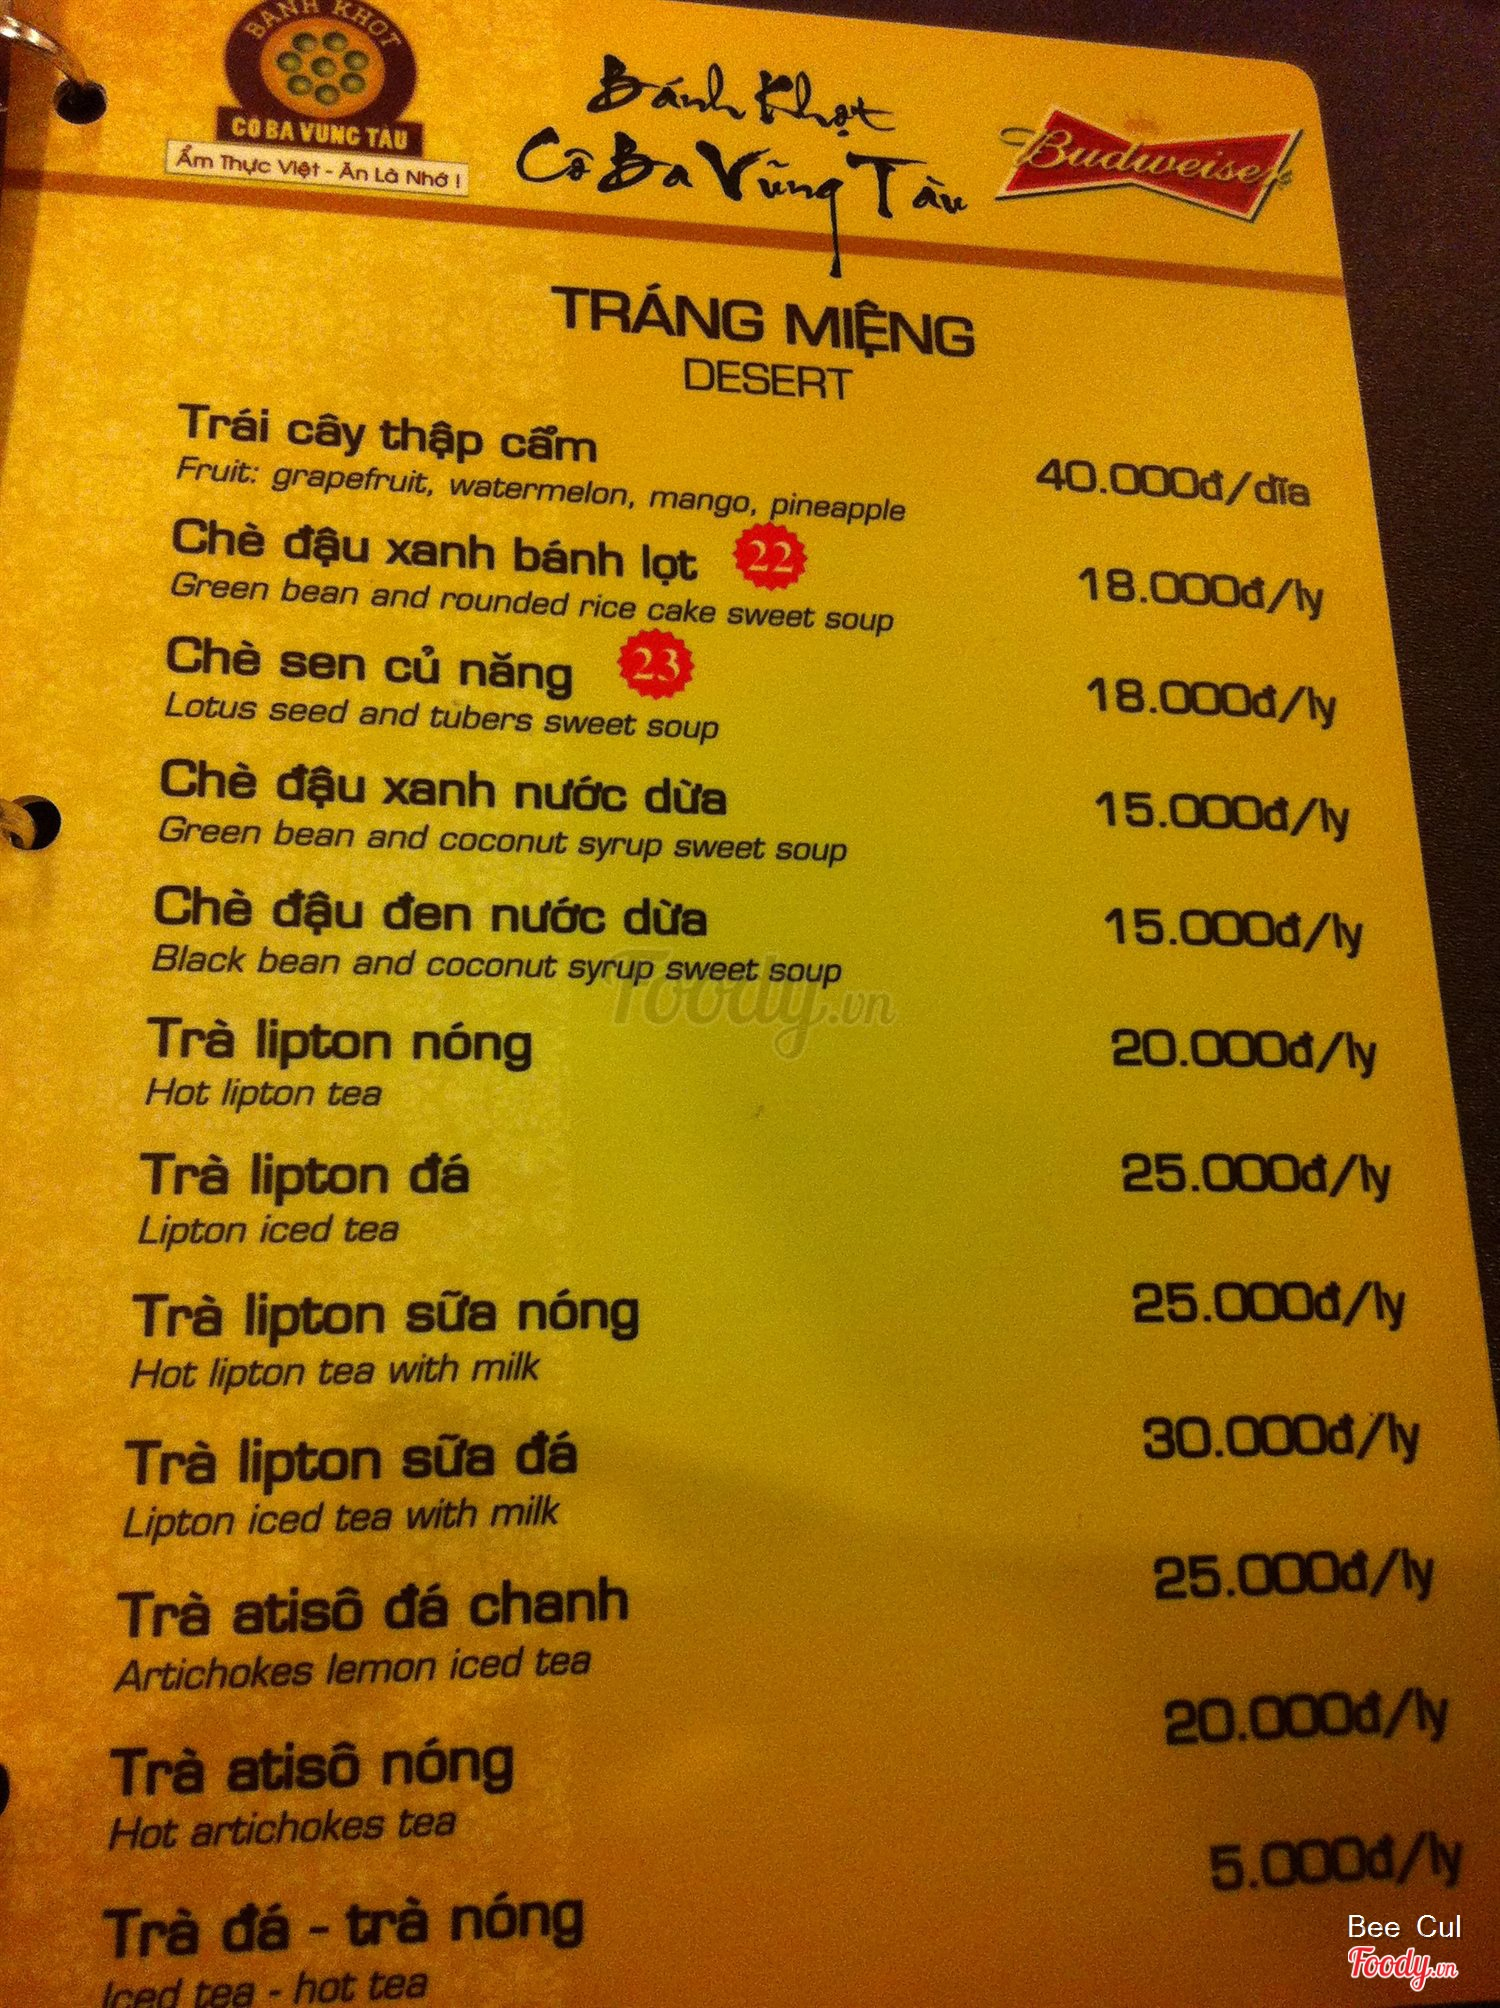 BÁNH KHỌT
CÔ BA VŨNG TÀU
Ẩm Thực Việt - Ăn Là Nhớ !
Bánh Khọt
Cô Ba Vũng Tàu
Budweiser
TRÁNG MIỆNG
DESERT
Trái cây thập cẩm 40.000đ/dĩa
Fruit: grapefruit, watermelon, mango, pineapple
Chè đậu xanh bánh lọt 22 18.000đ/ly
Green bean and rounded rice cake sweet soup
Chè sen củ năng 23 18.000đ/ly
Lotus seed and tubers sweet soup
Chè đậu xanh nước dừa 15.000đ/ly
Green bean and coconut syrup sweet soup
Chè đậu đen nước dừa 15.000đ/ly
Black bean and coconut syrup sweet soup
Foody.vn
Trà lipton nóng 20.000đ/ly
Hot lipton tea
Trà lipton đá 25.000đ/ly
Lipton iced tea
Trà lipton sữa nóng 25.000đ/ly
Hot lipton tea with milk
Trà lipton sữa đá 30.000đ/ly
Lipton iced tea with milk
Trà atisô đá chanh 25.000đ/ly
Artichokes lemon iced tea
Trà atisô nóng 20.000đ/ly
Hot artichokes tea
Trà đá - trà nóng 5.000đ/ly
Iced tea - hot tea
Bee Cul
Foody.vn